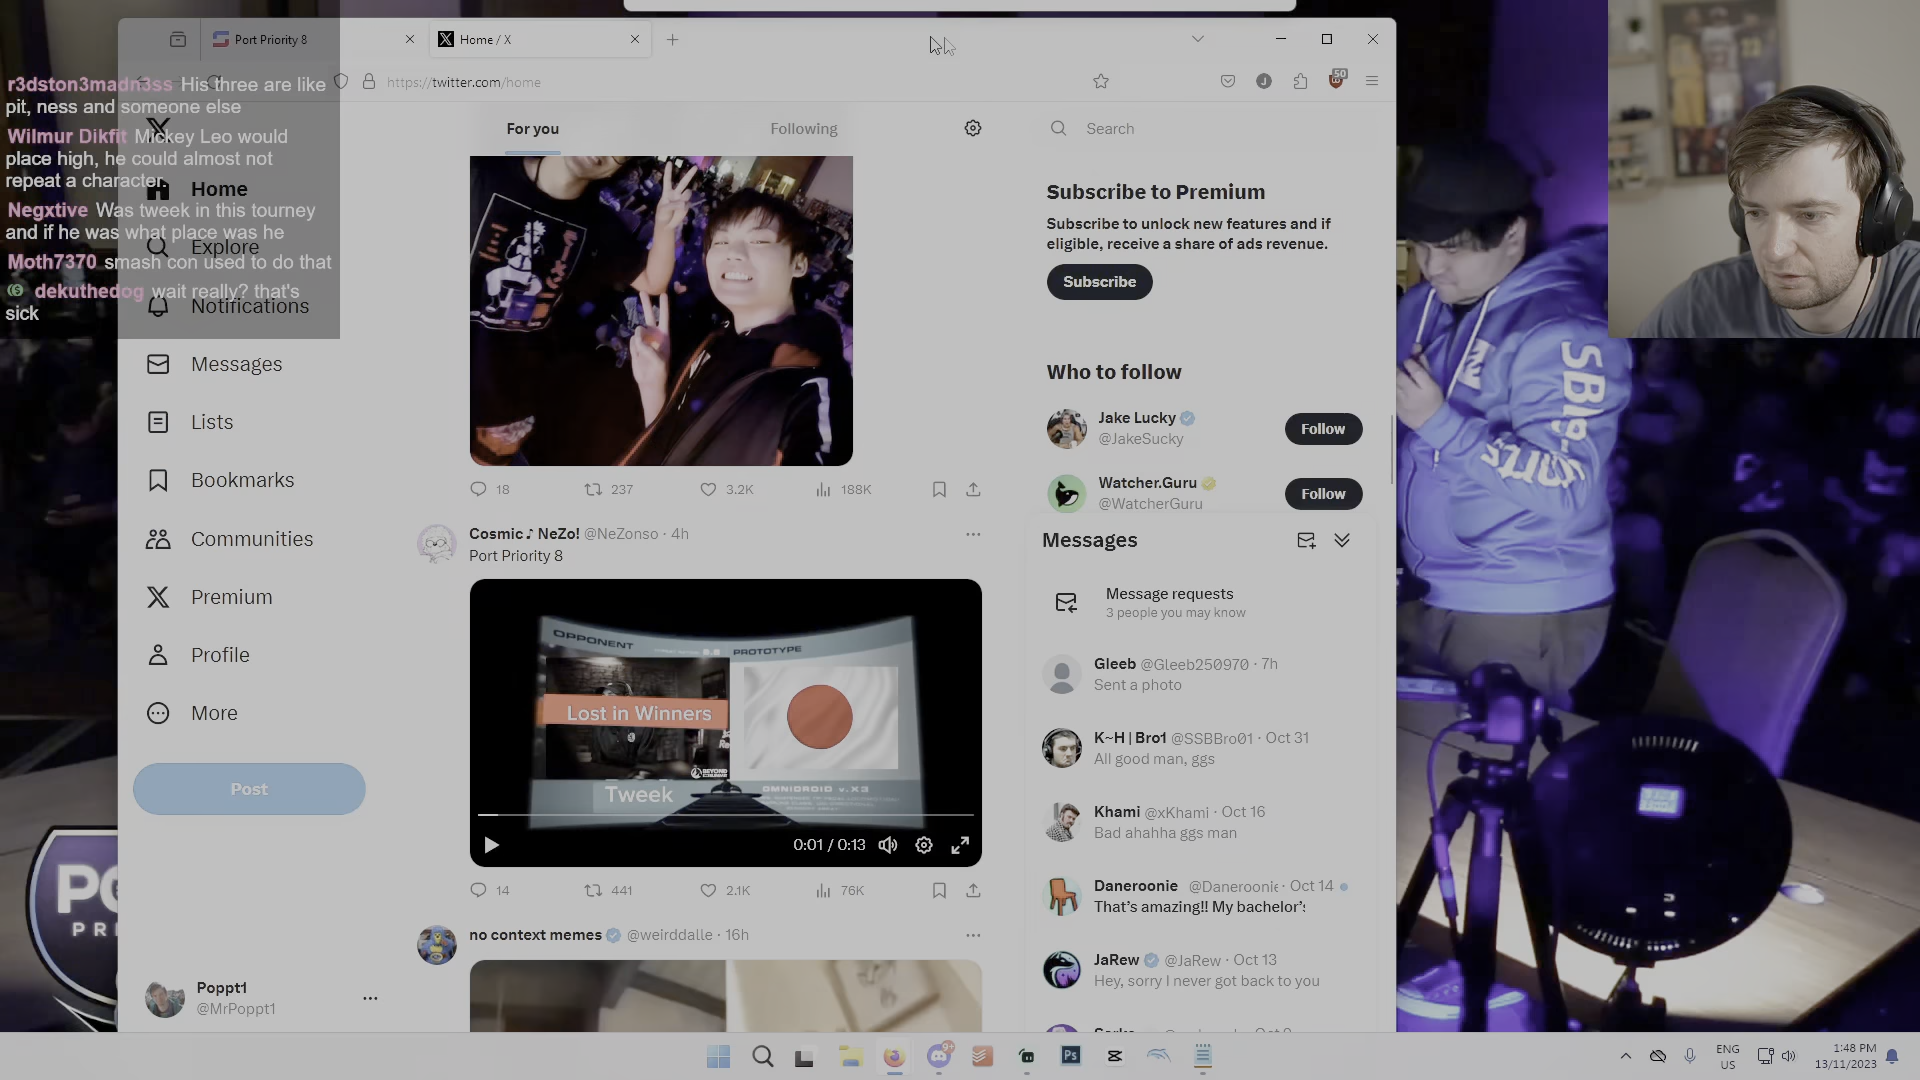 Port Priority 8
Home / X
https://twitter.com/home
50
r3dston3madn3ss His three are like
pit, ness and someone else
Wilmur Dikfit Mickey Leo would
place high, he could almost not
repeat a character.
Negxtive Was tweek in this tourney
and if he was what place was he
Moth7370 smash con used to do that
dekuthedog wait really? that's
sick
Home
Explore
Notifications
Messages
Lists
Bookmarks
Communities
Premium
Profile
More
Post
Poppt1
@MrPoppt1
For you
Following
18
237
3.2K
188K
Cosmic♪NeZo! @NeZonso · 4h
Port Priority 8
OPPONENT
PROTOTYPE
Lost in Winners
Tweek
OMNIDROID v.X3
0:01 / 0:13
14
441
2.1K
76K
no context memes @weirddalle · 16h
Search
Subscribe to Premium
Subscribe to unlock new features and if
eligible, receive a share of ads revenue.
Subscribe
Who to follow
Jake Lucky
@JakeSucky
Follow
Watcher.Guru
@WatcherGuru
Follow
Messages
Message requests
3 people you may know
Gleeb @Gleeb250970 · 7h
Sent a photo
K~H | Bro1 @SSBBro01 · Oct 31
All good man, ggs
Khami @xKhami · Oct 16
Bad ahahha ggs man
Daneroonie @Daneroonie · Oct 14
That's amazing!! My bachelor's
JaRew @JaRew · Oct 13
Hey, sorry I never got back to you
PO
PRI
9+
Ps
ENG
US
1:48 PM
13/11/2023